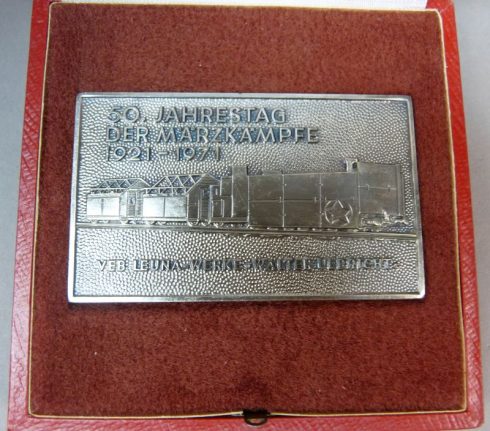 50. JAHRESTAG
DER MÄRZKÄMPFE
1921-1971
VEB LEUNA-WERKE "WALTER ULBRICHT"